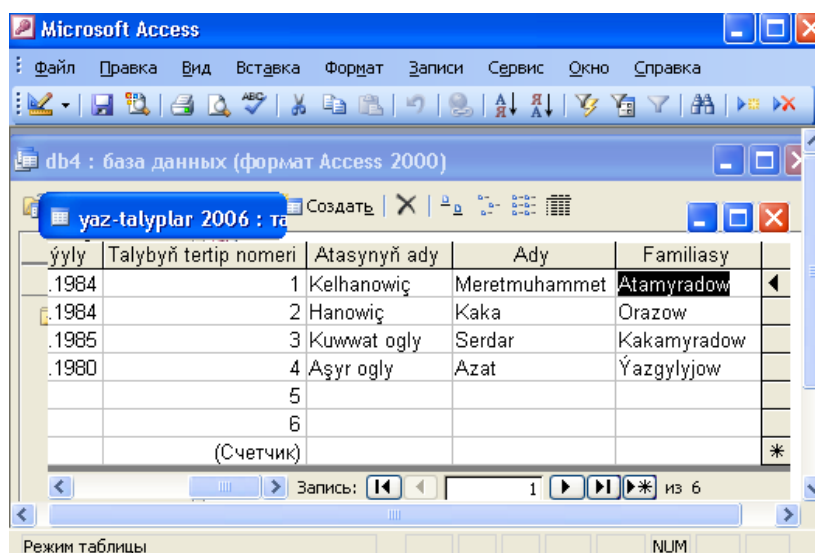 Microsoft Access
Файл Правка Вид Вставка Формат Записи Сервис Окно Справка
ABC
db4 : база данных (формат Access 2000)
Создать
yaz-talyplar 2006 : та
ýyly Talybyň tertip nomeri Atasynyň ady Ady Familiasy
.1984 1 Kelhanowiç Meretmuhammet Atamyradow
.1984 2 Hanowiç Kaka Orazow
.1985 3 Kuwwat ogly Serdar Kakamyradow
.1980 4 Aşyr ogly Azat Ýazgylyjow
5
6
(Счетчик)
Запись: 1 из 6
Режим таблицы NUM